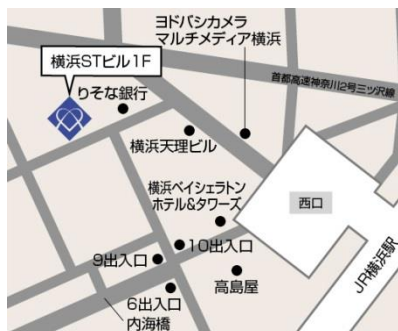 ヨドバシカメラ
マルチメディア横浜
横浜STビル1F
首都高速神奈川2号三ツ沢線
りそな銀行
横浜天理ビル
横浜ベイシェラトン
ホテル&タワーズ
西口
10出入口
9出入口
高島屋
JR横浜駅
6出入口
内海橋